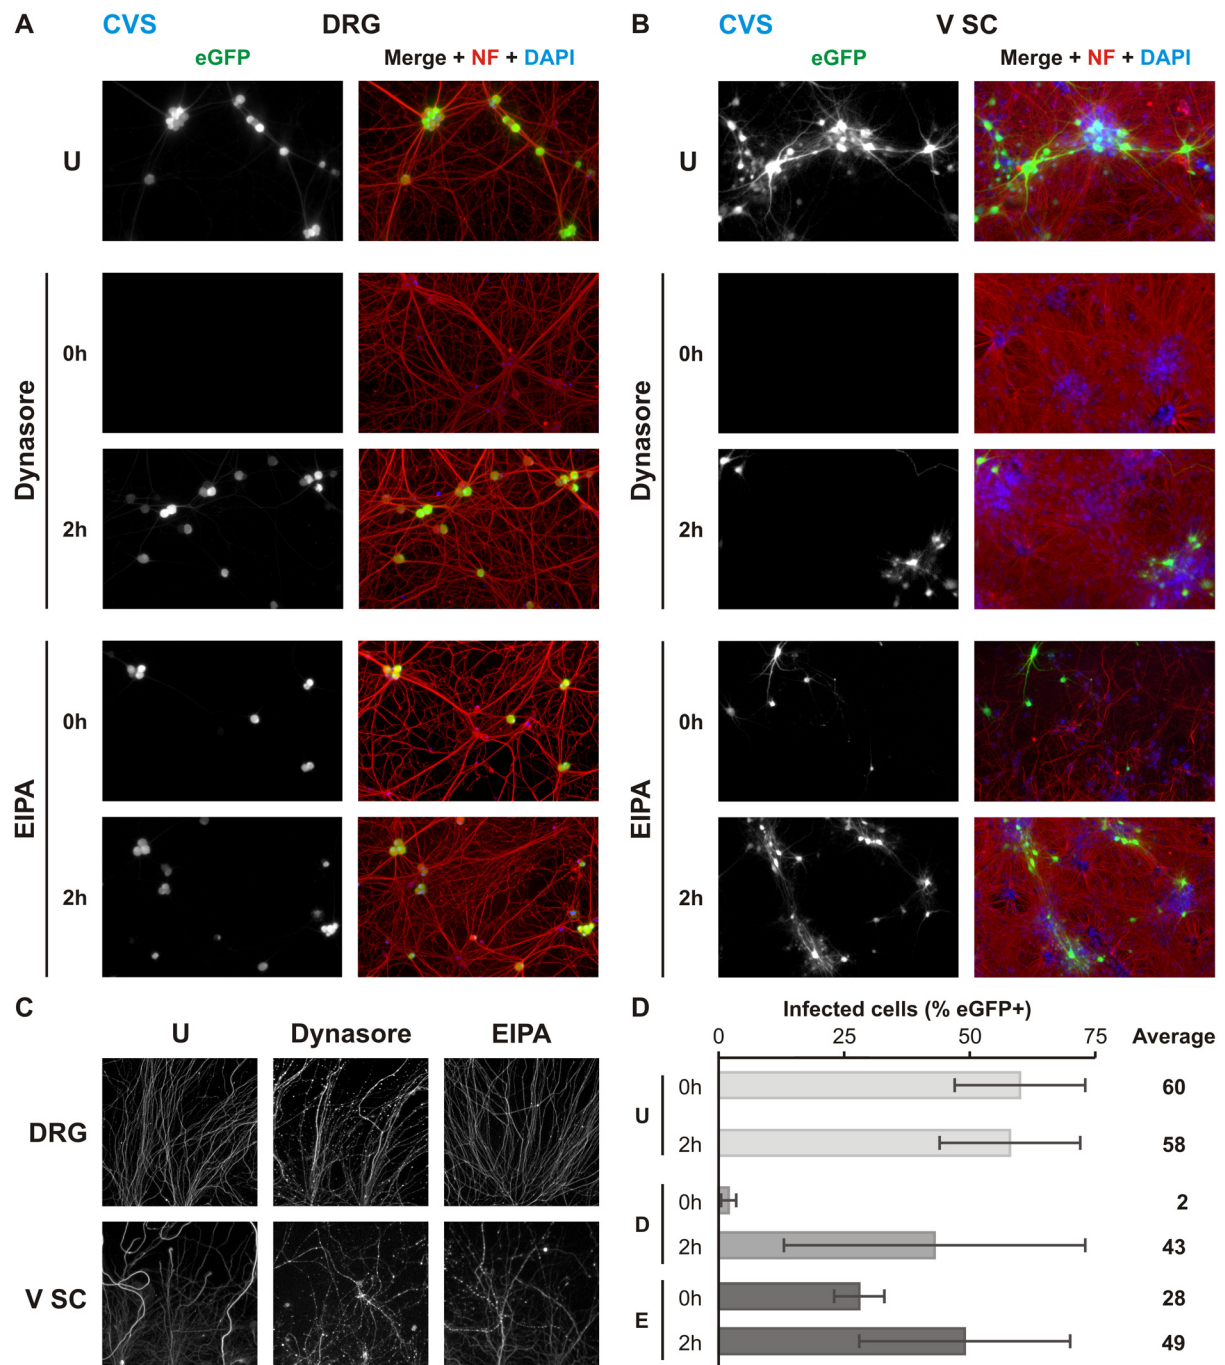 A CVS DRG
eGFP Merge + NF + DAPI
U
Dynasore
0h
2h
EIPA
0h
2h
B CVS V SC
eGFP Merge + NF + DAPI
U
Dynasore
0h
2h
EIPA
0h
2h
C
U Dynasore EIPA
DRG
V SC
D Infected cells (% eGFP+)
0 25 50 75 Average
U
0h 60
2h 58
D
0h 2
2h 43
E
0h 28
2h 49